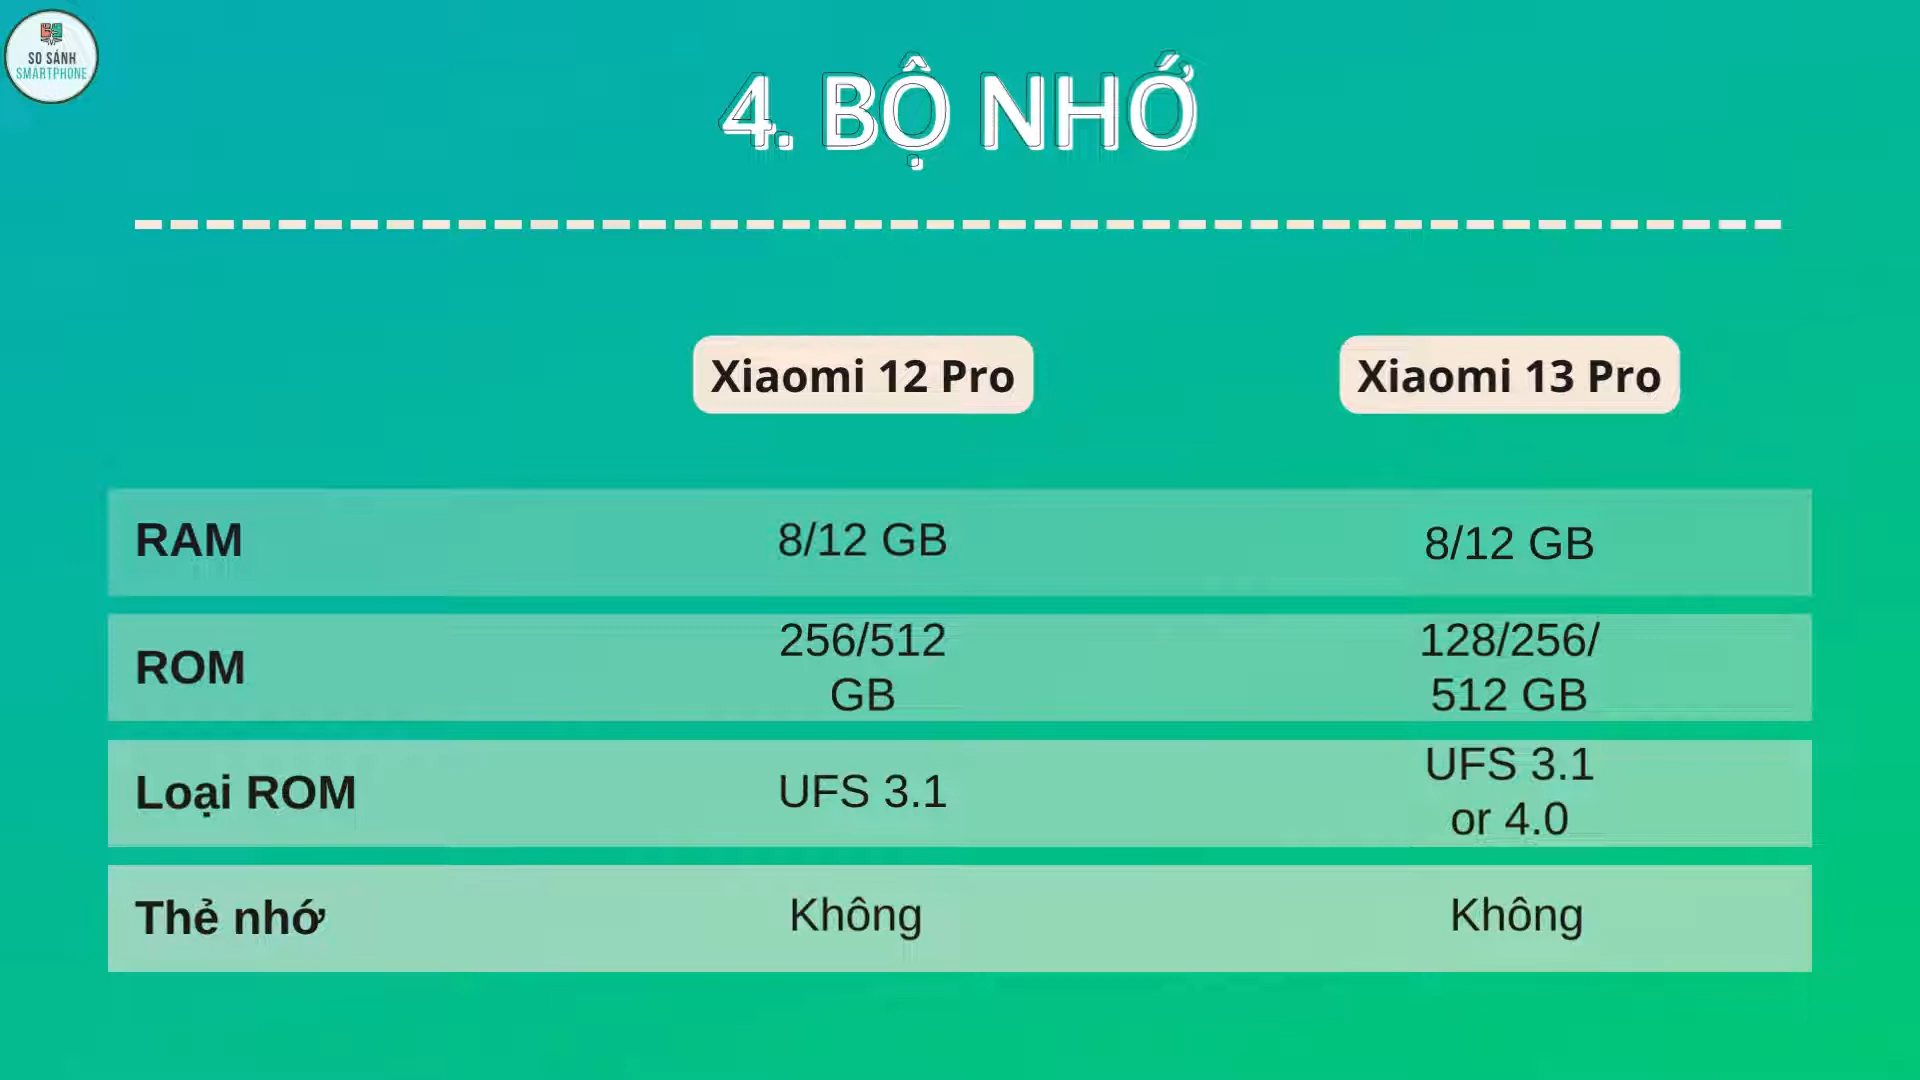 SO SÁNH
SMARTPHONE
4. BỘ NHỚ
Xiaomi 12 Pro
Xiaomi 13 Pro
RAM
8/12 GB
8/12 GB
ROM
256/512
GB
128/256/
512 GB
Loại ROM
UFS 3.1
UFS 3.1
or 4.0
Thẻ nhớ
Không
Không